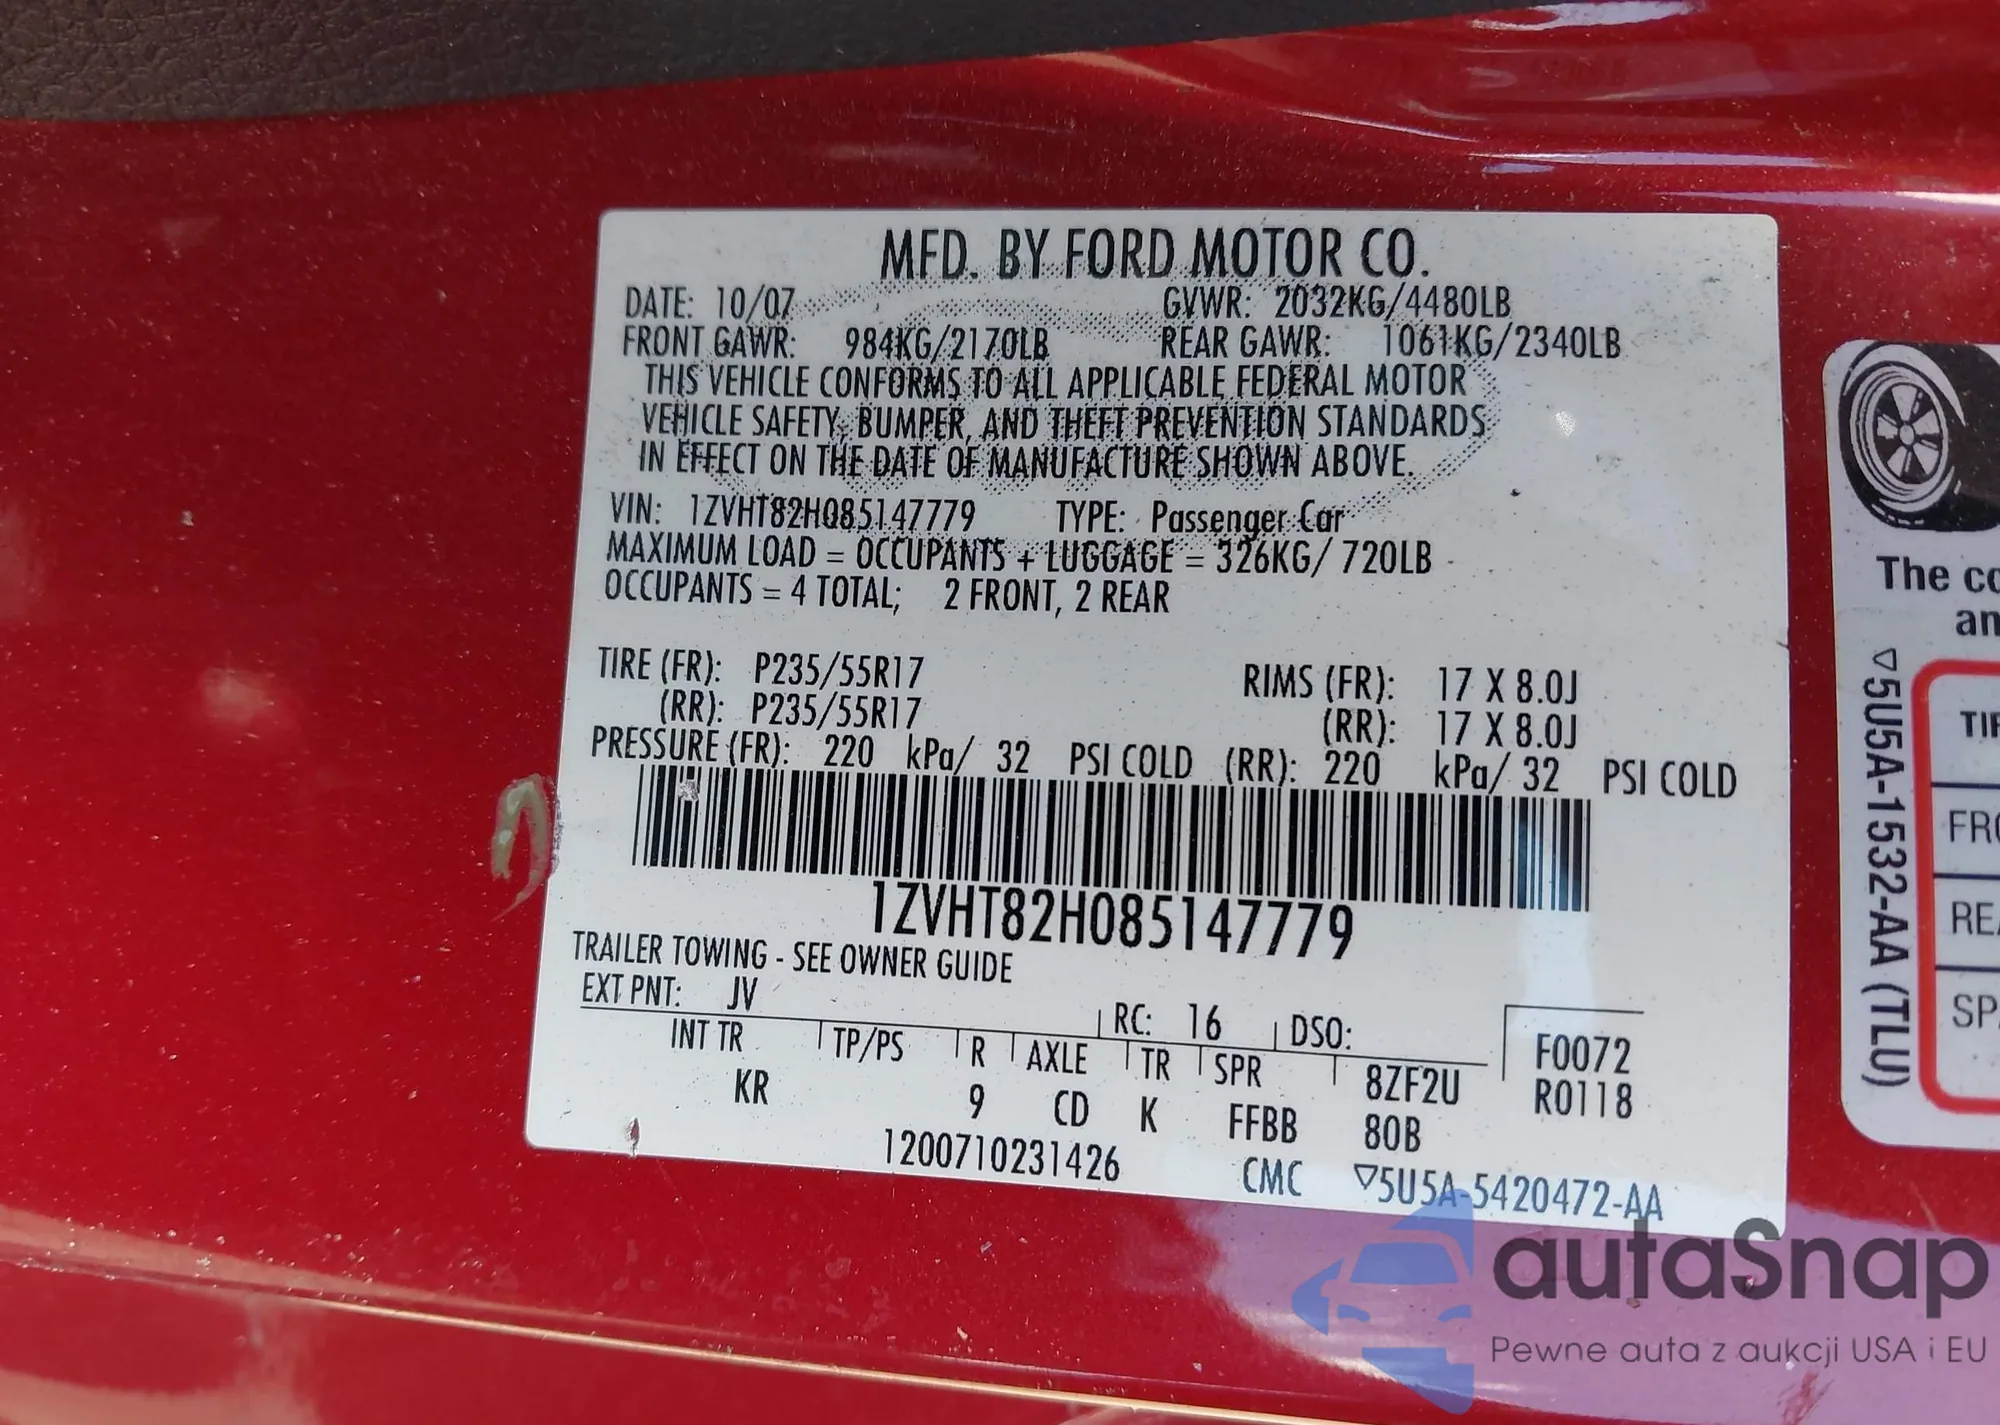 MFD. BY FORD MOTOR CO.
DATE: 10/07 GVWR: 2032KG/4480LB
FRONT GAWR: 984KG/2170LB REAR GAWR: 1061KG/2340LB
THIS VEHICLE CONFORMS TO ALL APPLICABLE FEDERAL MOTOR
VEHICLE SAFETY, BUMPER, AND THEFT PREVENTION STANDARDS
IN EFFECT ON THE DATE OF MANUFACTURE SHOWN ABOVE.
VIN: 1ZVHT82H085147779 TYPE: Passenger Car
MAXIMUM LOAD = OCCUPANTS + LUGGAGE = 326KG/ 720LB
OCCUPANTS = 4 TOTAL; 2 FRONT, 2 REAR
TIRE (FR): P235/55R17 RIMS (FR): 17 X 8.0J
(RR): P235/55R17 (RR): 17 X 8.0J
PRESSURE (FR): 220 kPa/ 32 PSI COLD (RR): 220 kPa/ 32 PSI COLD
1ZVHT82H085147779
TRAILER TOWING - SEE OWNER GUIDE
EXT PNT: JV RC: 16 DSO:
INT TR TP/PS R AXLE TR SPR 8ZF2U F0072
KR 9 CD K FFBB 80B R0118
1200710231426 CMC ▽5U5A-5420472-AA
The co
an
▽5U5A-1532-AA (TLU)
TIR
FRO
REA
SPA
autaSnap
Pewne auta z aukcji USA i EU